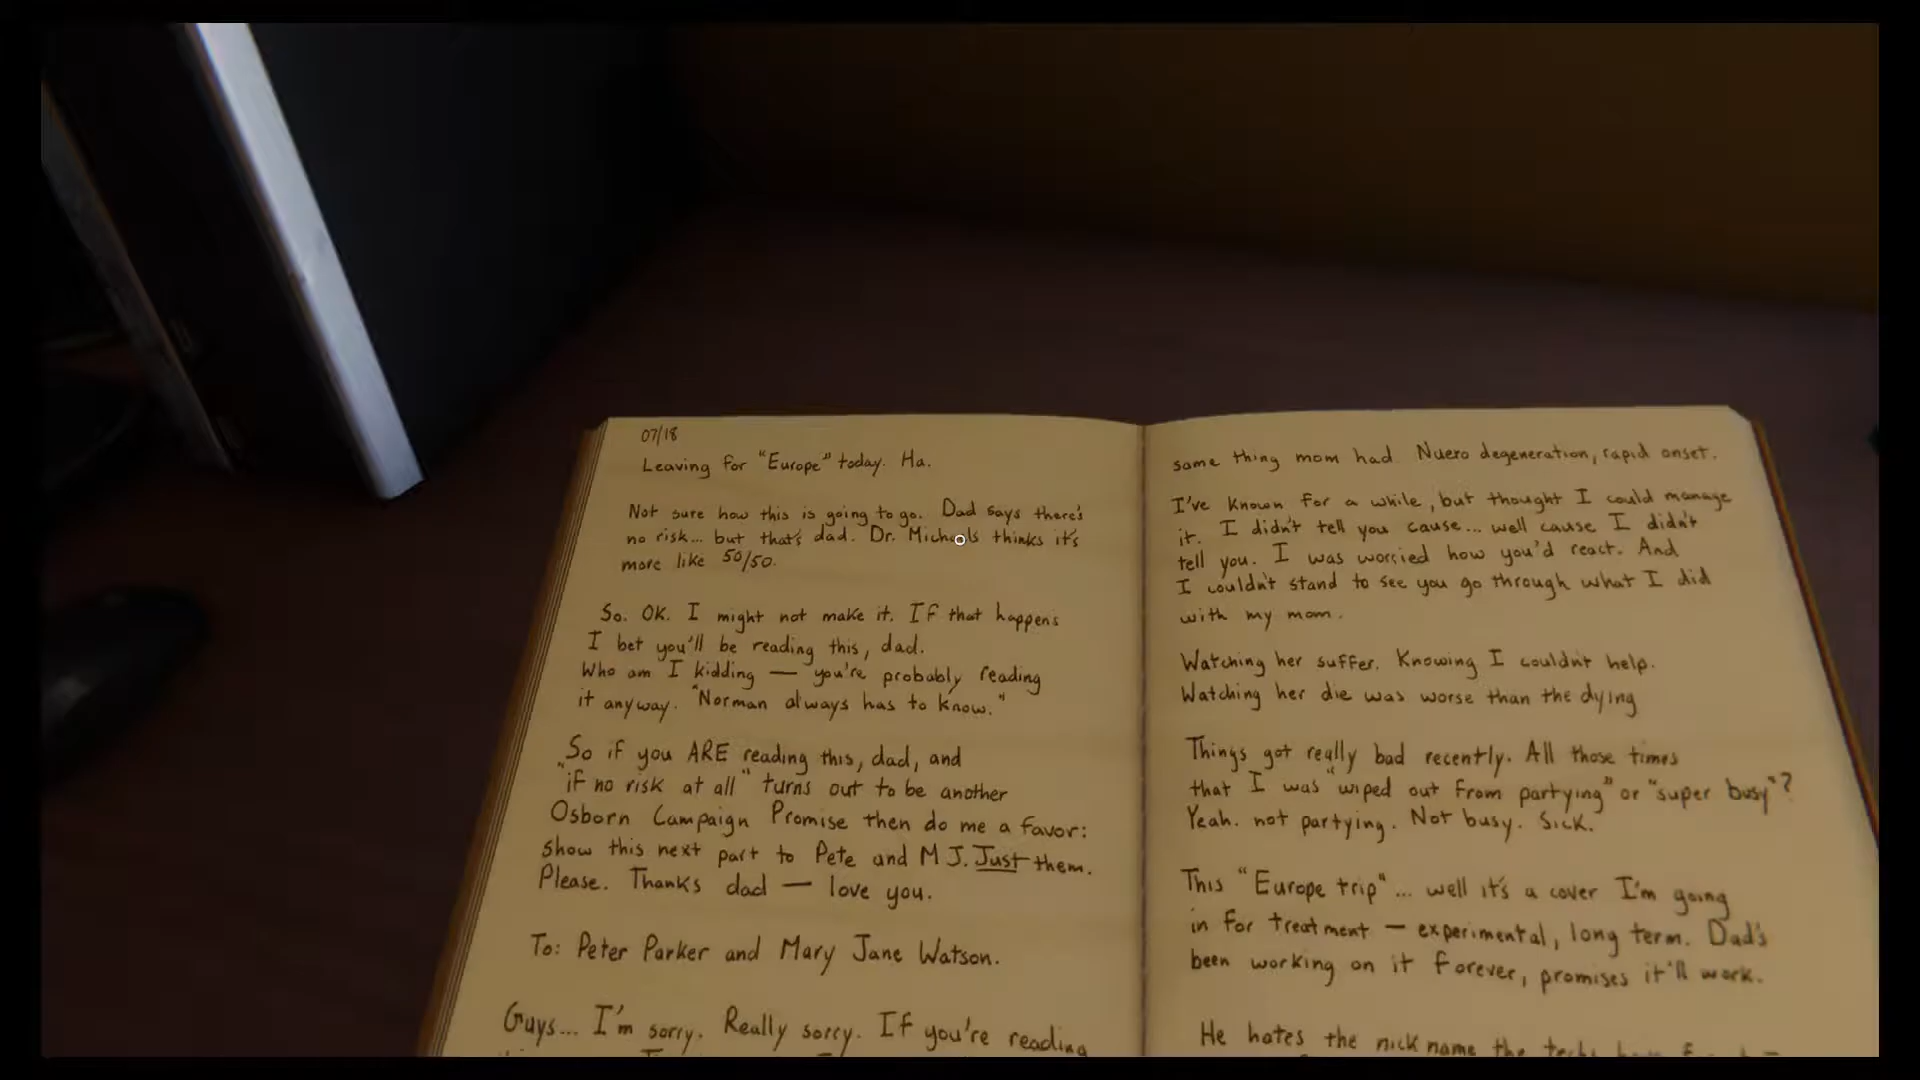 07/18
Leaving for "Europe" today. Ha.
Not sure how this is going to go. Dad says there's
no risk... but that's dad. Dr. Michaels thinks it's
more like 50/50.
So. OK. I might not make it. If that happens
I bet you'll be reading this, dad.
Who am I kidding — you're probably reading
it anyway. "Norman always has to know."
So if you ARE reading this, dad, and
"if no risk at all" turns out to be another
Osborn Campaign Promise then do me a favor:
show this next part to Pete and MJ. Just them.
Please. Thanks dad — love you.
To: Peter Parker and Mary Jane Watson.
Guys... I'm sorry. Really sorry. If you're reading
same thing mom had. Nuero degeneration, rapid onset.
I've known for a while, but thought I could manage
it. I didn't tell you cause... well cause I didn't
tell you. I was worried how you'd react. And
I couldn't stand to see you go through what I did
with my mom.
Watching her suffer. Knowing I couldn't help.
Watching her die was worse than the dying
Things got really bad recently. All those times
that I was "wiped out from partying" or "super busy"?
Yeah. not partying. Not busy. Sick.
This "Europe trip"... well it's a cover I'm going
in for treatment — experimental, long term. Dad's
been working on it forever, promises it'll work.
He hates the nickname the techs